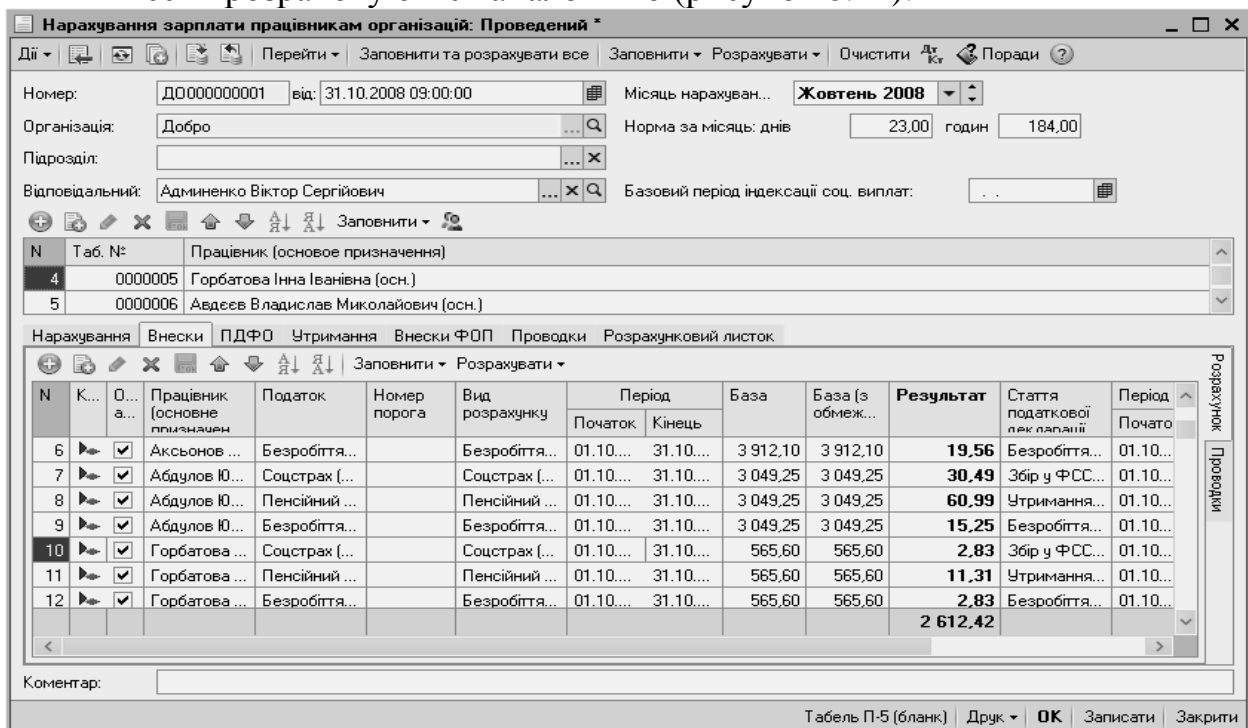 Нарахування зарплати працівникам організацій: Проведений *
Дії Перейти Заповнити та розрахувати все Заповнити Розрахувати Очистити Дт Кт Поради
Номер: ДО000000001 від: 31.10.2008 09:00:00 Місяць нарахуван... Жовтень 2008
Організація: Добро ... Норма за місяць: днів 23,00 годин 184,00
Підрозділ: ...
Відповідальний: Адміненко Віктор Сергійович ... Базовий період індексації соц. виплат: . .
Заповнити
N Таб. № Працівник (основое призначення)
4 0000005 Горбатова Інна Іванівна (осн.)
5 0000006 Авдєєв Владислав Миколайович (осн.)
Нарахування Внески ПДФО Утримання Внески ФОП Проводки Розрахунковий листок
Заповнити Розрахувати
Розрахунок
Проводки
N К... О... Працівник Податок Номер Вид Період База База (з Результат Стаття Період
а... (основне порога розрахунку Початок Кінець обмеж... податкової Почато
призначен декларації
6 Аксьонов ... Безробіття... Безробіття... 01.10.... 31.10.... 3 912,10 3 912,10 19,56 Безробіття... 01.10...
7 Абдулов Ю... Соцстрах (... Соцстрах (... 01.10.... 31.10.... 3 049,25 3 049,25 30,49 Збір у ФСС... 01.10...
8 Абдулов Ю... Пенсійний ... Пенсійний ... 01.10.... 31.10.... 3 049,25 3 049,25 60,99 Утримання... 01.10...
9 Абдулов Ю... Безробіття... Безробіття... 01.10.... 31.10.... 3 049,25 3 049,25 15,25 Безробіття... 01.10...
10 Горбатова ... Соцстрах (... Соцстрах (... 01.10.... 31.10.... 565,60 565,60 2,83 Збір у ФСС... 01.10...
11 Горбатова ... Пенсійний ... Пенсійний ... 01.10.... 31.10.... 565,60 565,60 11,31 Утримання... 01.10...
12 Горбатова ... Безробіття... Безробіття... 01.10.... 31.10.... 565,60 565,60 2,83 Безробіття... 01.10...
2 612,42
Коментар:
Табель П-5 (бланк) Друк OK Записати Закрити